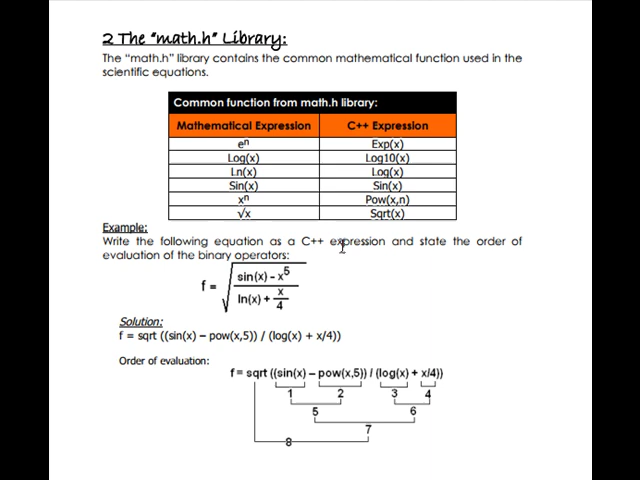 2 The "math.h" Library:
The "math.h" library contains the common mathematical function used in the
scientific equations.
Common function from math.h library:
Mathematical Expression C++ Expression
eⁿ Exp(x)
Log(x) Log10(x)
Ln(x) Log(x)
Sin(x) Sin(x)
xⁿ Pow(x,n)
√x Sqrt(x)
Example:
Write the following equation as a C++ expression and state the order of
evaluation of the binary operators:
f = √ sin(x) - x⁵
ln(x) + x/4
Solution:
f = sqrt ((sin(x) – pow(x,5)) / (log(x) + x/4))
Order of evaluation:
f = sqrt ((sin(x) – pow(x,5)) / (log(x) + x/4))
1 2 3 4
5 6
7
8